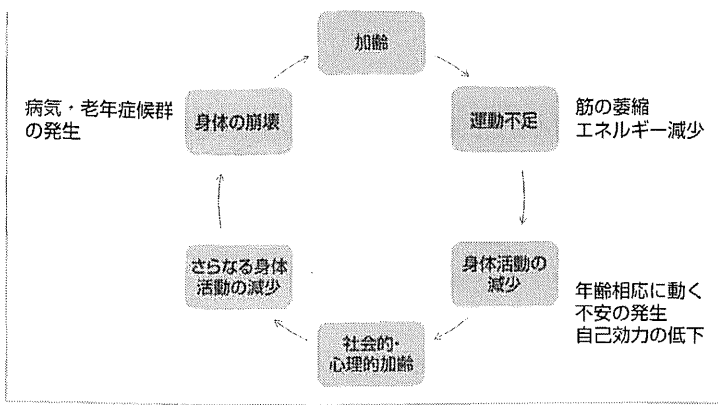 加齢
病気・老年症候群
の発生
身体の崩壊
運動不足
筋の萎縮
エネルギー減少
さらなる身体
活動の減少
身体活動の
減少
年齢相応に動く
不安の発生
自己効力の低下
社会的・
心理的加齢